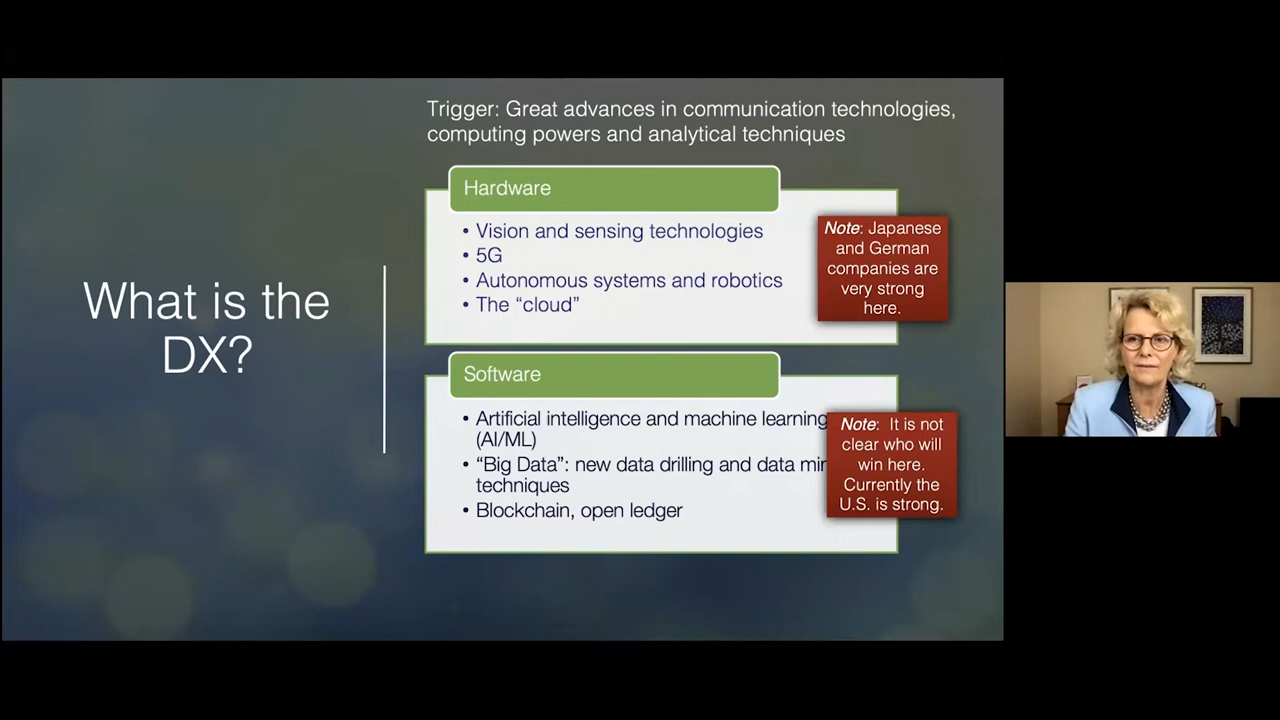 What is the
DX?
Trigger: Great advances in communication technologies,
computing powers and analytical techniques
Hardware
• Vision and sensing technologies
• 5G
• Autonomous systems and robotics
• The “cloud”
Note: Japanese
and German
companies are
very strong
here.
Software
• Artificial intelligence and machine learning
(AI/ML)
• “Big Data”: new data drilling and data
techniques
• Blockchain, open ledger
Note: It is not
clear who will
win here.
Currently the
U.S. is strong.